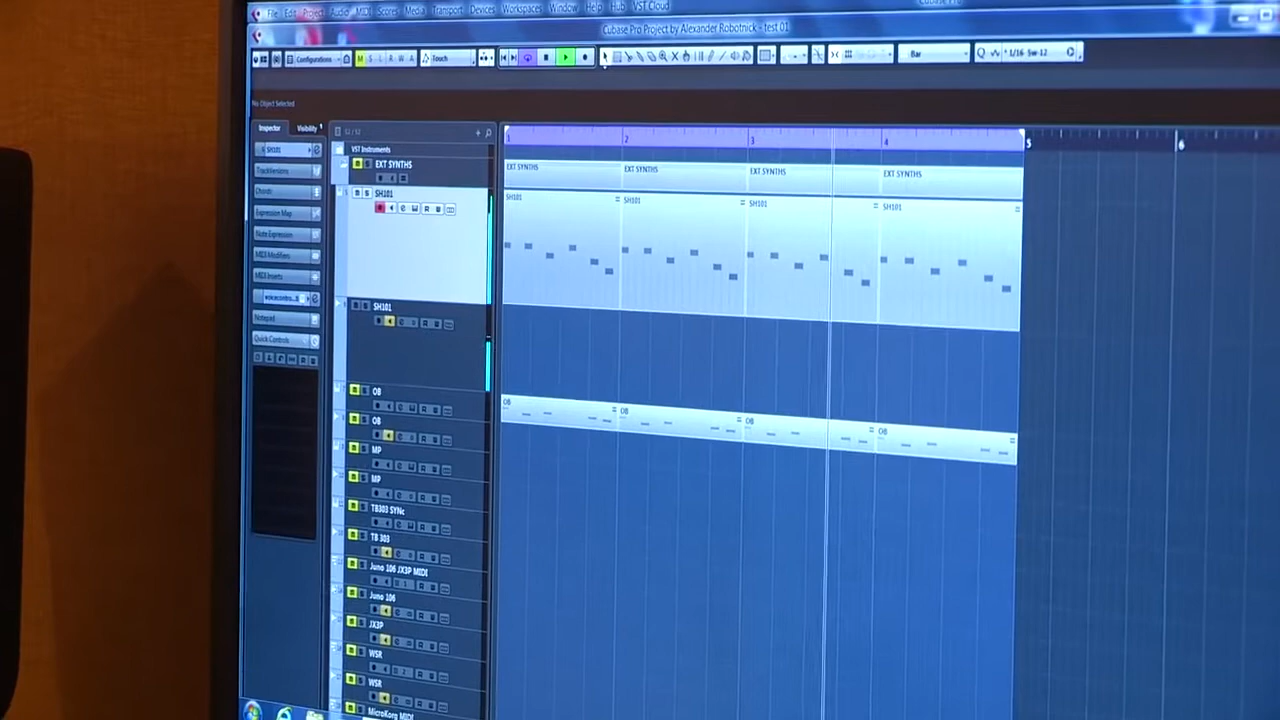 File Edit Project Audio MIDI Scores Media Transport Devices Workspaces Window Help Hub VST Cloud
Cubase Pro Project by Alexander Robotnick - test 01
Configurations M S L R W A Touch Bar Q 1/16 Sw-12
No Object Selected
Inspector Visibility
SH101
TrackVersions
Chords
Expression Map
Note Expression
MIDI Modifiers
MIDI Inserts
Notepad
Quick Controls
VST Instruments
EXT SYNTHS
SH101
SH101
OB
OB
MP
MP
TB303 SYNc
TB 303
Juno 106 JX3P MIDI
Juno 106
JX3P
WSR
WSR
MicroKorg MIDI
1 2 3 4 5 6
EXT SYNTHS EXT SYNTHS EXT SYNTHS EXT SYNTHS
SH101 SH101 SH101 SH101
OB OB OB OB